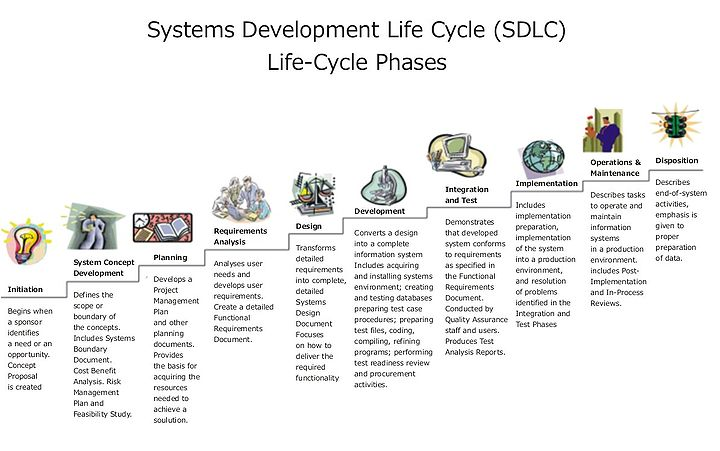 Systems Development Life Cycle (SDLC)
Life-Cycle Phases
Initiation
Begins when
a sponsor
identifies
a need or an
opportunity.
Concept
Proposal
is created
System Concept
Development
Defines the
scope or
boundary of
the concepts.
Includes Systems
Boundary
Document.
Cost Benefit
Analysis. Risk
Management
Plan and
Feasibility Study.
Planning
Develops a
Project
Management
Plan
and other
planning
documents.
Provides
the basis for
acquiring the
resources
needed to
achieve a
soulution.
Requirements
Analysis
Analyses user
needs and
develops user
requirements.
Create a detailed
Functional
Requirements
Document.
Design
Transforms
detailed
requirements
into complete,
detailed
Systems
Design
Document
Focuses
on how to
deliver the
required
functionality
Development
Converts a design
into a complete
information system
Includes acquiring
and installing systems
environment; creating
and testing databases
preparing test case
procedures; preparing
test files, coding,
compiling, refining
programs; performing
test readiness review
and procurement
activities.
Integration
and Test
Demonstrates
that developed
system conforms
to requirements
as specified in
the Functional
Requirements
Document.
Conducted by
Quality Assurance
staff and users.
Produces Test
Analysis Reports.
Implementation
Includes
implementation
preparation,
implementation
of the system
into a production
environment,
and resolution
of problems
identified in the
Integration and
Test Phases
Operations &
Maintenance
Describes tasks
to operate and
maintain
information
systems
in a production
environment.
includes Post-
Implementation
and In-Process
Reviews.
Disposition
Describes
end-of-system
activities,
emphasis is
given to
proper
preparation
of data.